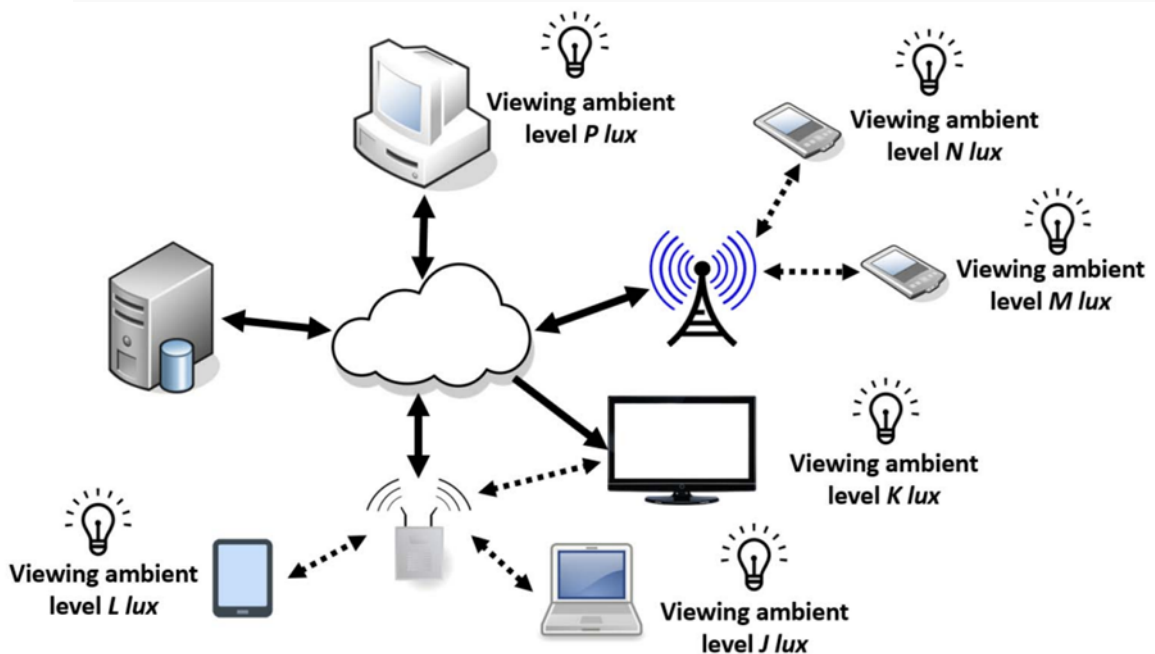 Viewing ambient
level P lux
Viewing ambient
level N lux
Viewing ambient
level M lux
Viewing ambient
level K lux
Viewing ambient
level L lux
Viewing ambient
level J lux